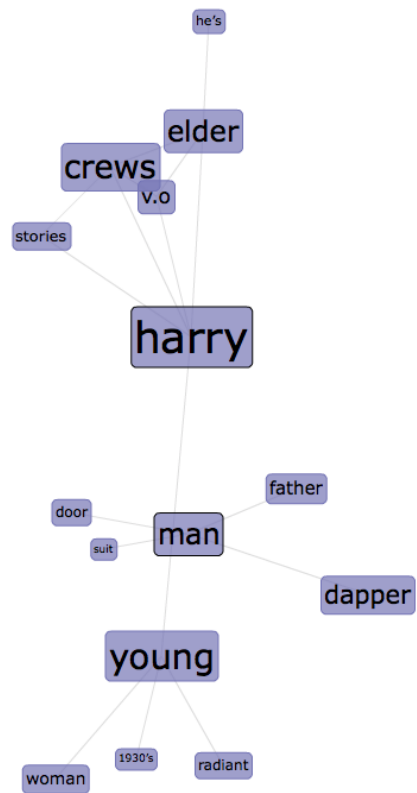 he's
elder
crews
v.o
stories
harry
father
door
man
suit
dapper
young
1930's
radiant
woman